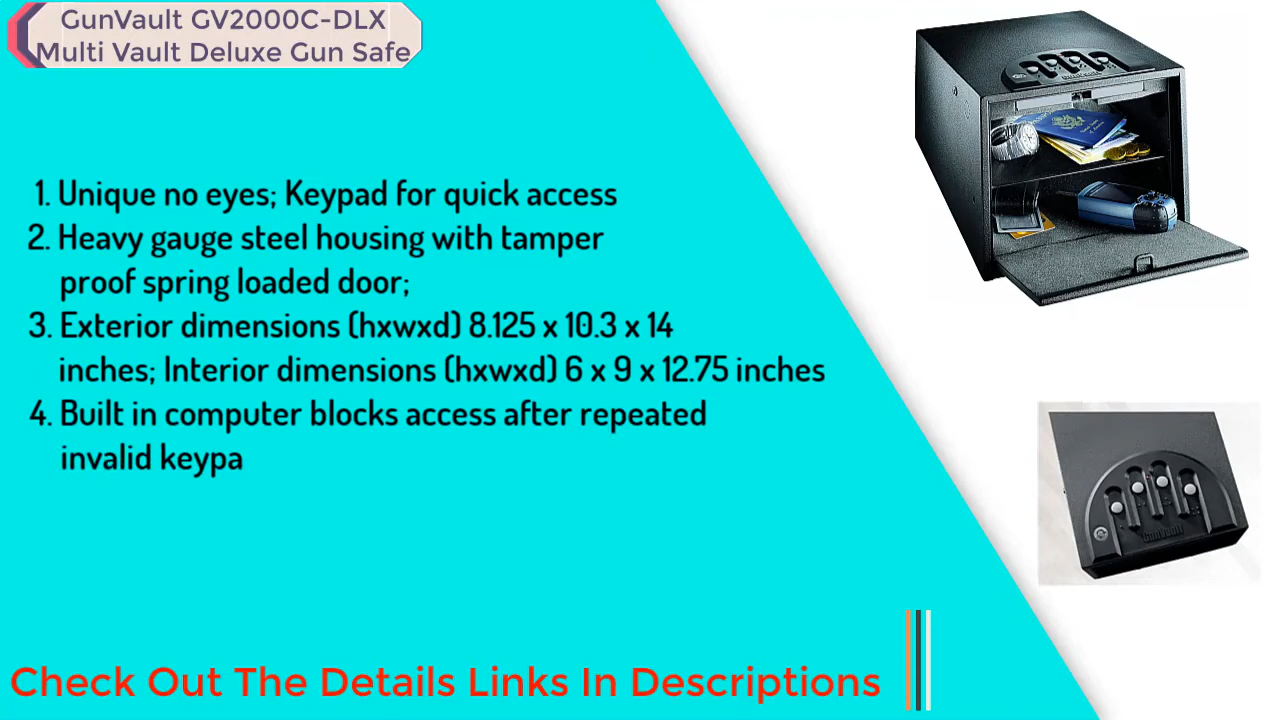 GunVault GV2000C-DLX
Multi Vault Deluxe Gun Safe
1. Unique no eyes; Keypad for quick access
2. Heavy gauge steel housing with tamper
proof spring loaded door;
3. Exterior dimensions (hxwxd) 8.125 x 10.3 x 14
inches; Interior dimensions (hxwxd) 6 x 9 x 12.75 inches
4. Built in computer blocks access after repeated
invalid keypa
GunVault
Check Out The Details Links In Descriptions